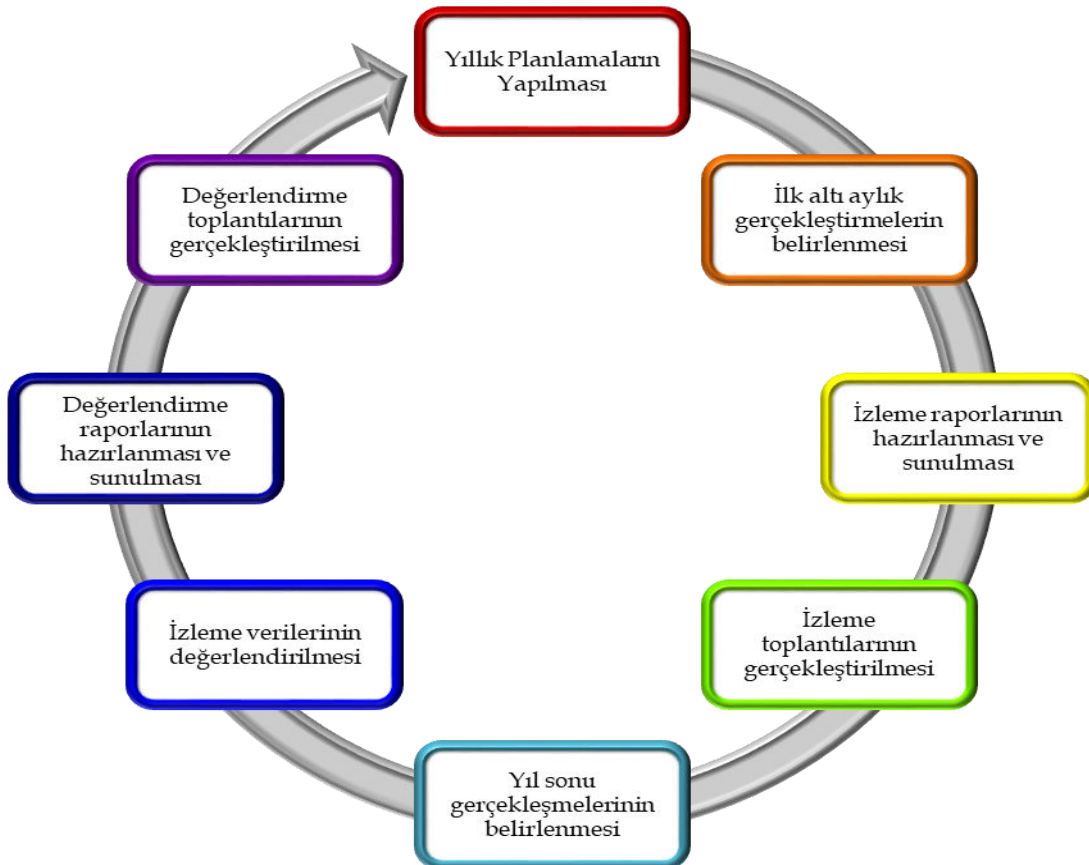 Yıllık Planlamaların
Yapılması
İlk altı aylık
gerçekleştirmelerin
belirlenmesi
İzleme raporlarının
hazırlanması ve
sunulması
İzleme
toplantılarının
gerçekleştirilmesi
Yıl sonu
gerçekleşmelerinin
belirlenmesi
İzleme verilerinin
değerlendirilmesi
Değerlendirme
raporlarının
hazırlanması ve
sunulması
Değerlendirme
toplantılarının
gerçekleştirilmesi